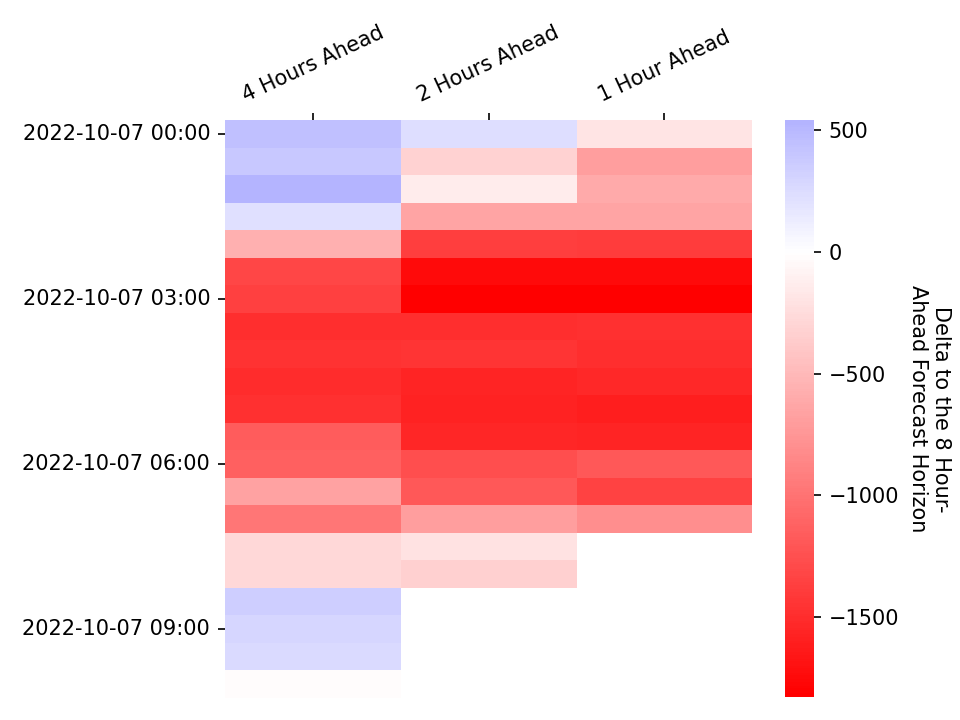 4 Hours Ahead
2 Hours Ahead
1 Hour Ahead
2022-10-07 00:00
2022-10-07 03:00
2022-10-07 06:00
2022-10-07 09:00
500
0
−500
−1000
−1500
Delta to the 8 Hour-
Ahead Forecast Horizon